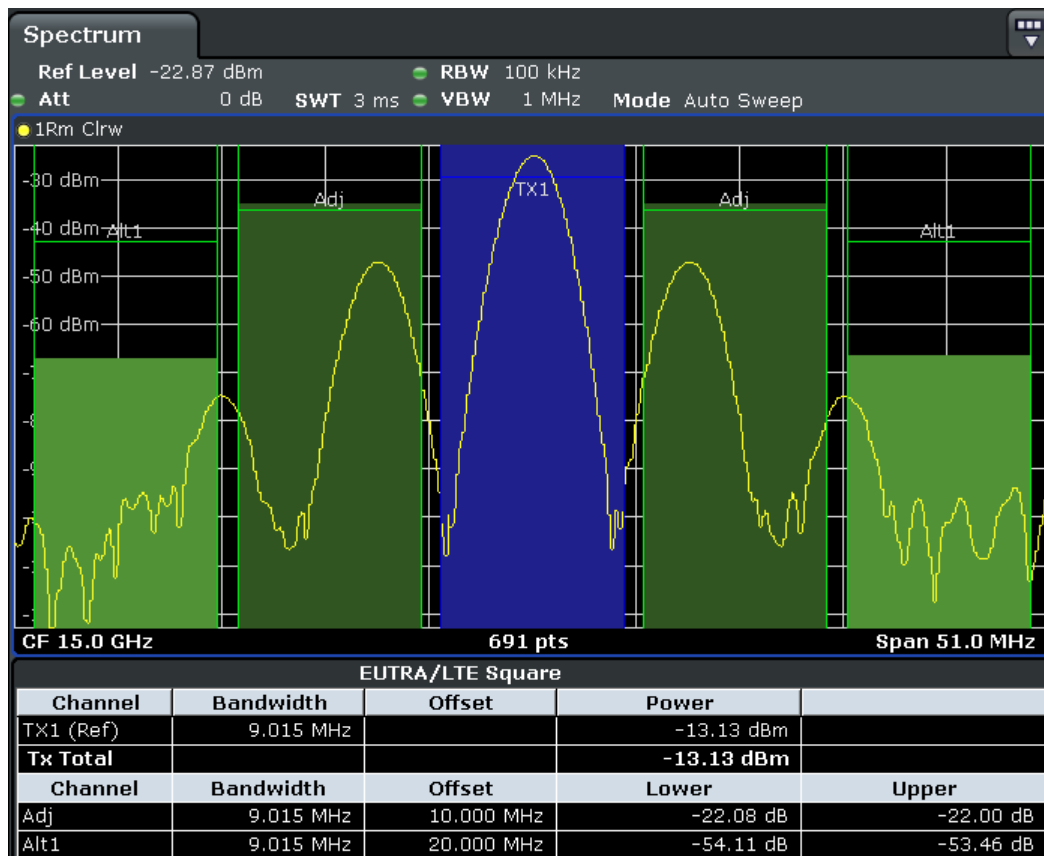 Spectrum
Ref Level -22.87 dBm RBW 100 kHz
Att 0 dB SWT 3 ms VBW 1 MHz Mode Auto Sweep
1Rm Clrw
-30 dBm
TX1
Adj Adj
-40 dBm Alt1 Alt1
-50 dBm
-60 dBm
CF 15.0 GHz 691 pts Span 51.0 MHz
EUTRA/LTE Square
Channel Bandwidth Offset Power
TX1 (Ref) 9.015 MHz -13.13 dBm
Tx Total -13.13 dBm
Channel Bandwidth Offset Lower Upper
Adj 9.015 MHz 10.000 MHz -22.08 dB -22.00 dB
Alt1 9.015 MHz 20.000 MHz -54.11 dB -53.46 dB